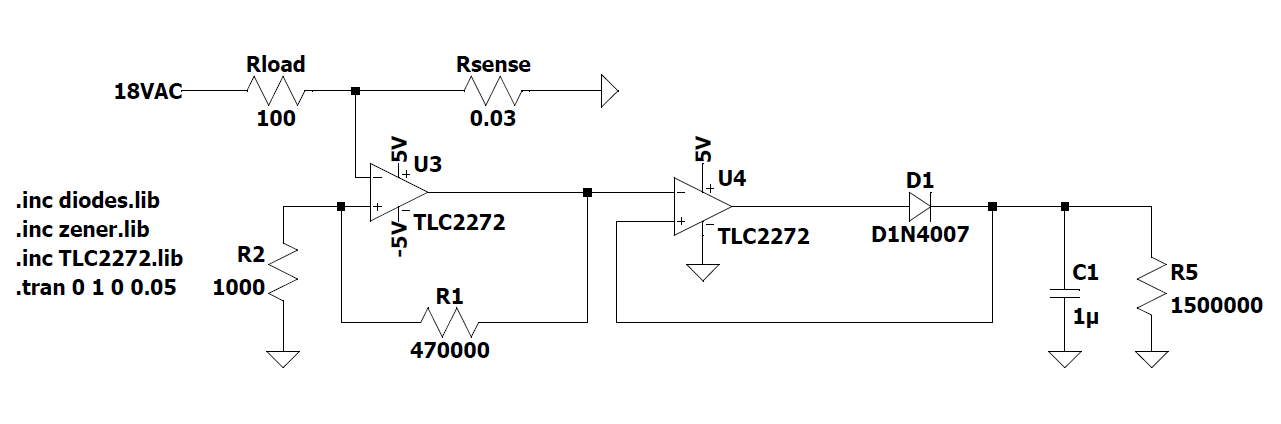 Rload
Rsense
18VAC
100
0.03
5V
U3
-5V
TLC2272
5V
U4
TLC2272
D1
D1N4007
.inc diodes.lib
.inc zener.lib
.inc TLC2272.lib
.tran 0 1 0 0.05
R2
1000
R1
470000
C1
1µ
R5
1500000